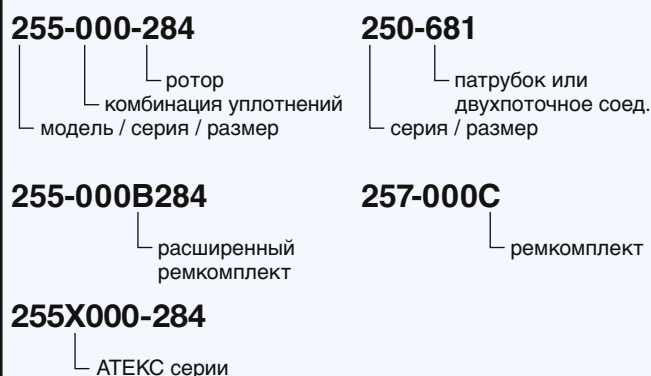 255-000-284
ротор
комбинация уплотнений
модель / серия / размер
250-681
патрубок или
двухпоточное соед.
серия / размер
255-000B284
расширенный
ремкомплект
257-000C
ремкомплект
255X000-284
АТЕКС серии